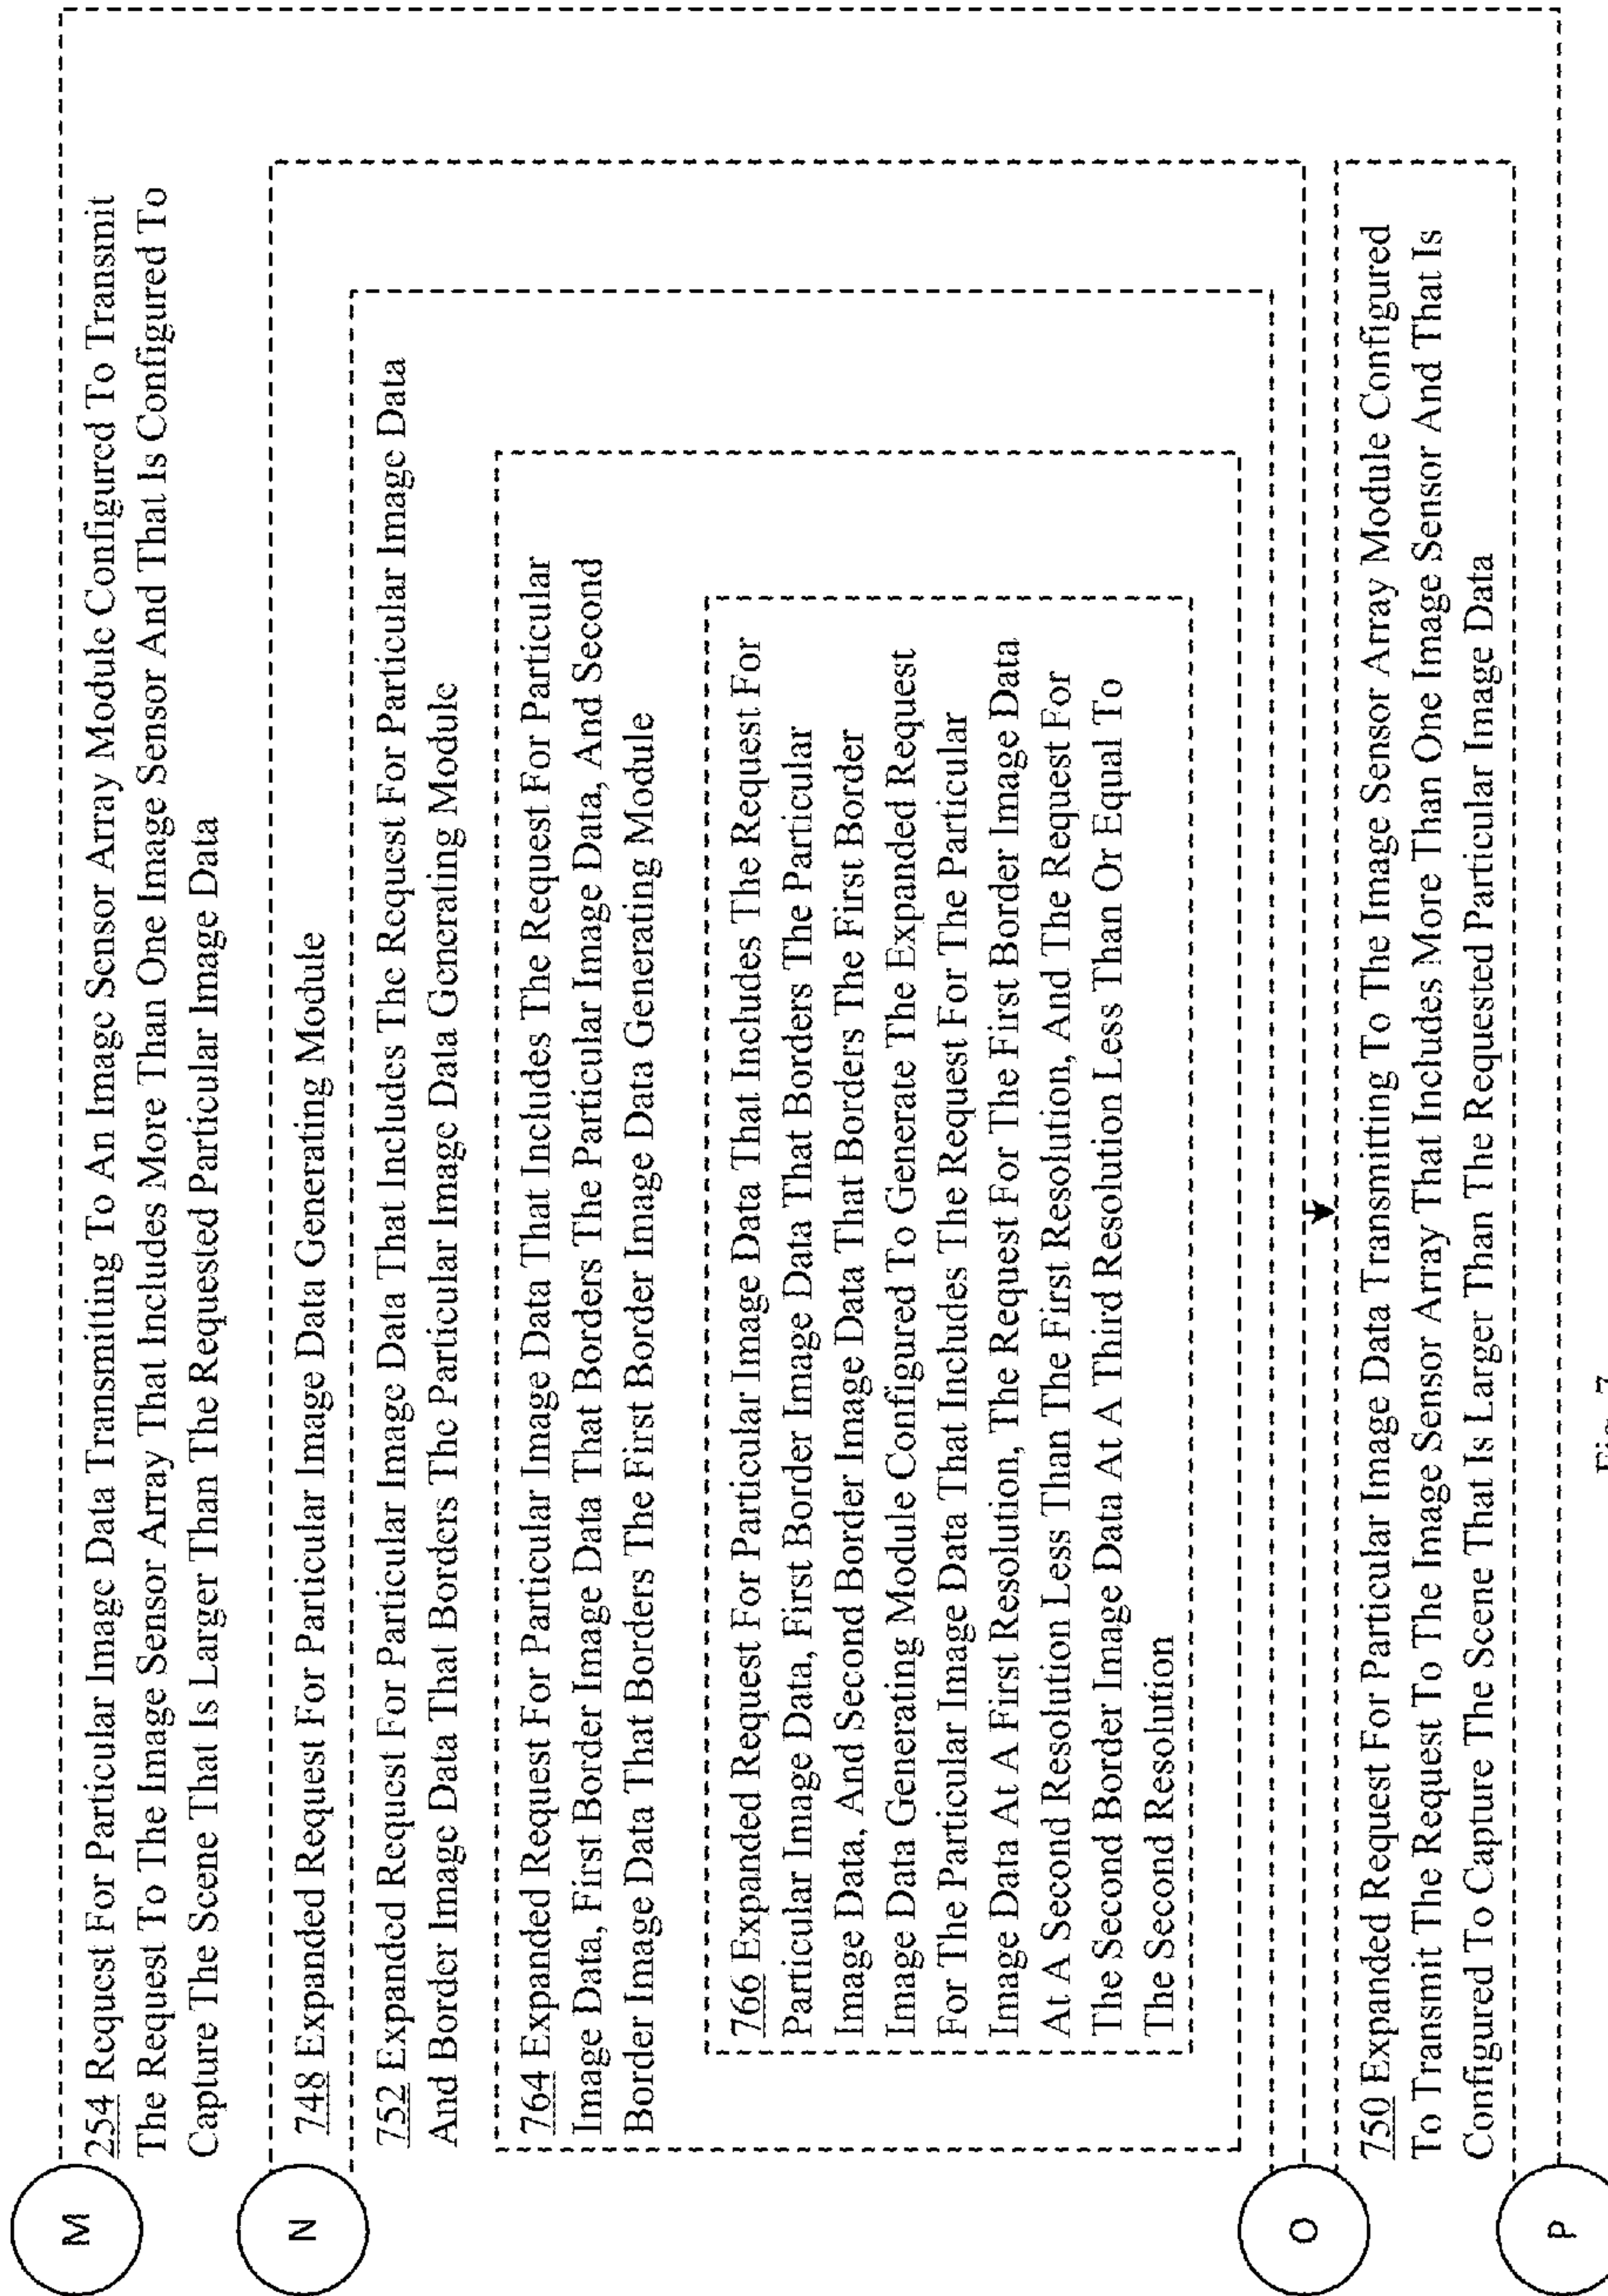 M
254 Request For Particular Image Data Transmitting To An Image Sensor Array Module Configured To Transmit
The Request To The Image Sensor Array That Includes More Than One Image Sensor And That Is Configured To
Capture The Scene That Is Larger Than The Requested Particular Image Data
N
748 Expanded Request For Particular Image Data Generating Module
752 Expanded Request For Particular Image Data That Includes The Request For Particular Image Data
And Border Image Data That Borders The Particular Image Data Generating Module
764 Expanded Request For Particular Image Data That Includes The Request For Particular
Image Data, First Border Image Data That Borders The Particular Image Data, And Second
Border Image Data That Borders The First Border Image Data Generating Module
766 Expanded Request For Particular Image Data That Includes The Request For
Particular Image Data, First Border Image Data That Borders The Particular
Image Data, And Second Border Image Data That Borders The First Border
Image Data Generating Module Configured To Generate The Expanded Request
For The Particular Image Data That Includes The Request For The Particular
Image Data At A First Resolution, The Request For The First Border Image Data
At A Second Resolution Less Than The First Resolution, And The Request For
The Second Border Image Data At A Third Resolution Less Than Or Equal To
The Second Resolution
O
750 Expanded Request For Particular Image Data Transmitting To The Image Sensor Array Module Configured
To Transmit The Request To The Image Sensor Array That Includes More Than One Image Sensor And That Is
Configured To Capture The Scene That Is Larger Than The Requested Particular Image Data
P